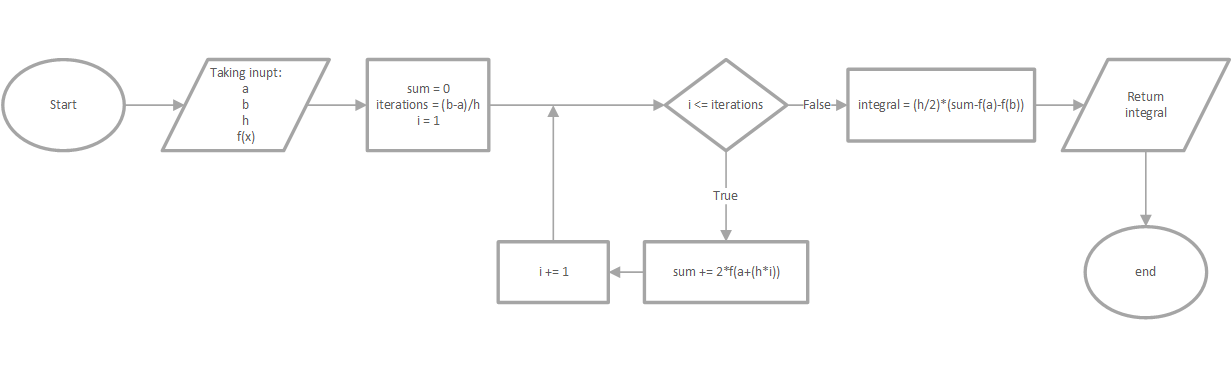 Start
Taking inupt:
a
b
h
f(x)
sum = 0
iterations = (b-a)/h
i = 1
i <= iterations
False
integral = (h/2)*(sum-f(a)-f(b))
Return
integral
True
i += 1
sum += 2*f(a+(h*i))
end